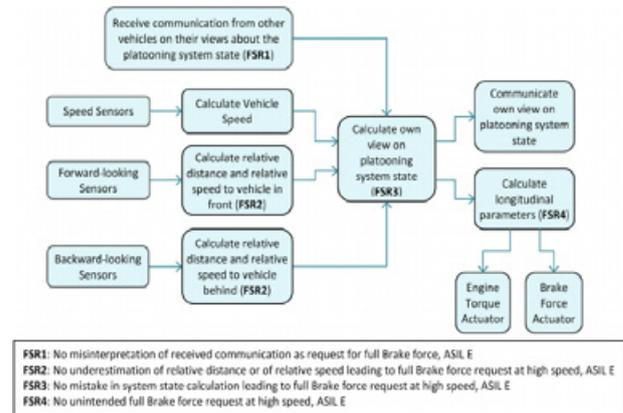 Receive communication from other
vehicles on their views about the
platooning system state (FSR1)
Speed Sensors
Calculate Vehicle
Speed
Forward-looking
Sensors
Calculate relative
distance and relative
speed to vehicle in
front (FSR2)
Backward-looking
Sensors
Calculate relative
distance and relative
speed to vehicle
behind (FSR2)
Calculate own
view on
platooning
system state
(FSR3)
Communicate
own view on
platooning system
state
Calculate
longitudinal
parameters (FSR4)
Engine
Torque
Actuator
Brake
Force
Actuator
FSR1: No misinterpretation of received communication as request for full Brake force, ASIL E
FSR2: No underestimation of relative distance or of relative speed leading to full Brake force request at high speed, ASIL E
FSR3: No mistake in system state calculation leading to full Brake force request at high speed, ASIL E
FSR4: No unintended full Brake force request at high speed, ASIL E